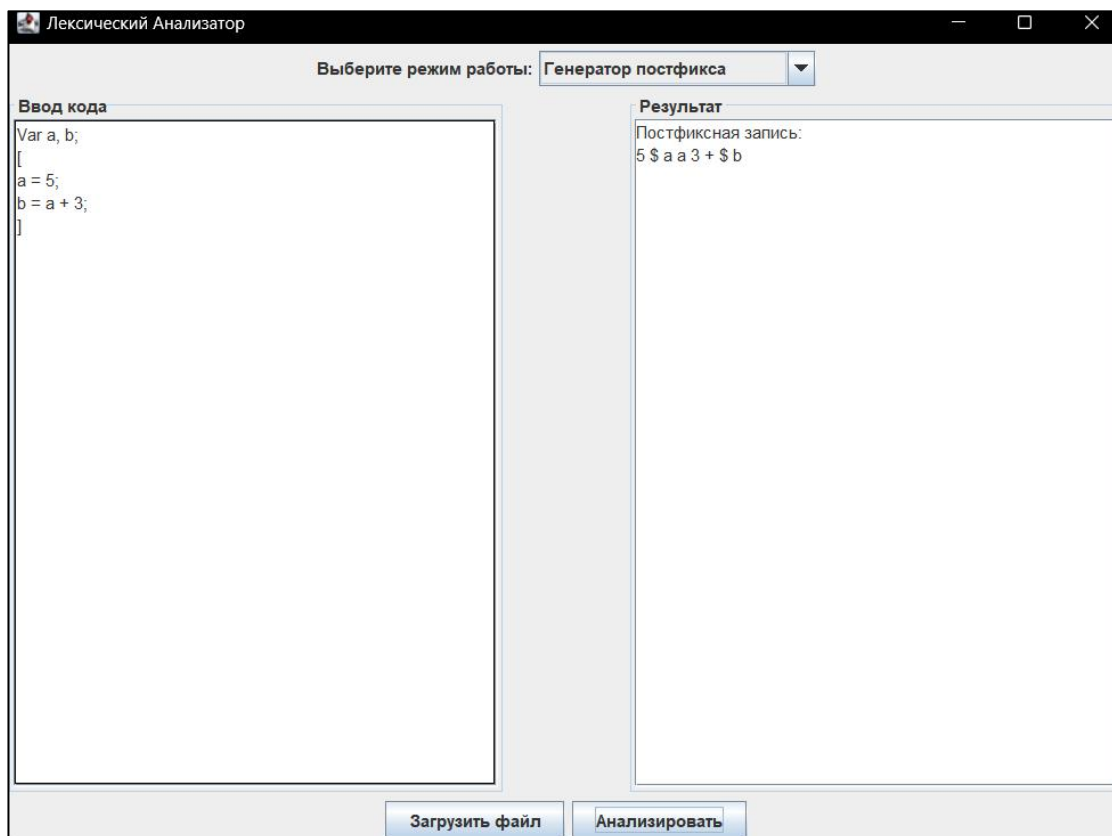 Лексический Анализатор
Выберите режим работы: Генератор постфикса
Ввод кода
Var a, b;
[
a = 5;
b = a + 3;
]
Результат
Постфиксная запись:
5 $ a a 3 + $ b
Загрузить файл
Анализировать